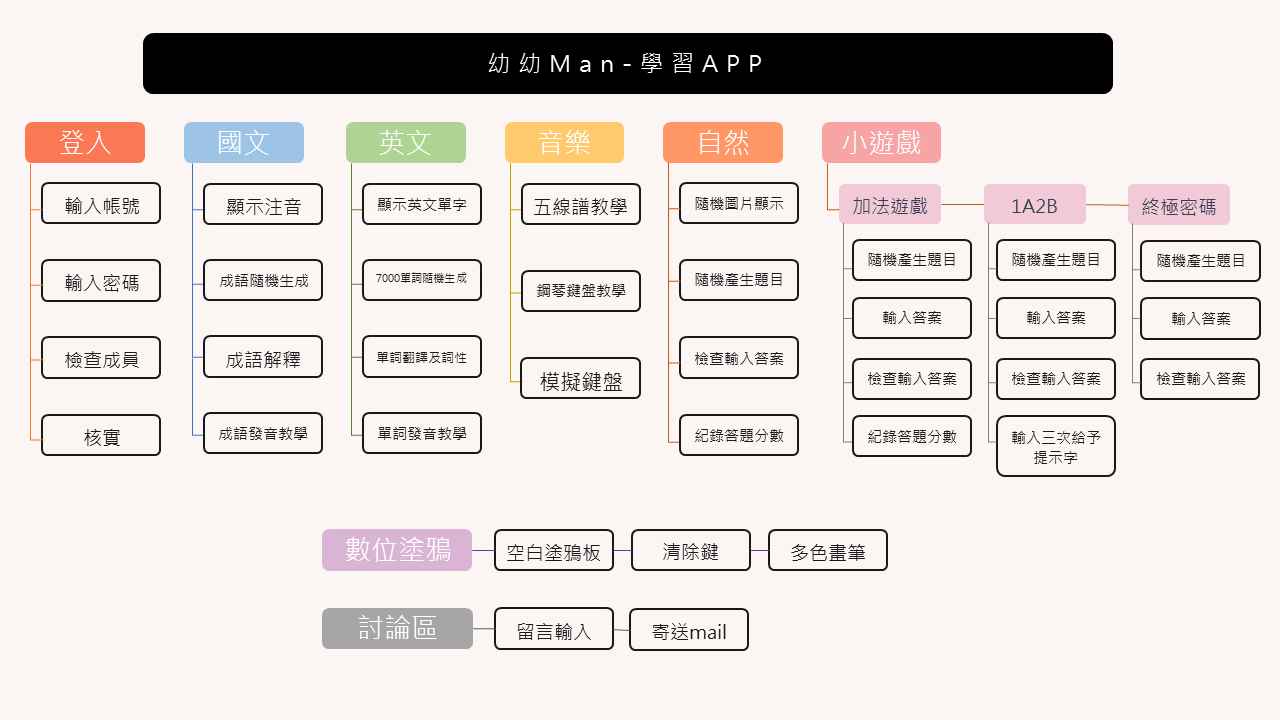 幼幼Man-學習APP
登入
輸入帳號
輸入密碼
檢查成員
核實
國文
顯示注音
成語隨機生成
成語解釋
成語發音教學
英文
顯示英文單字
7000單詞隨機生成
單詞翻譯及詞性
單詞發音教學
音樂
五線譜教學
鋼琴鍵盤教學
模擬鍵盤
自然
隨機圖片顯示
隨機產生題目
檢查輸入答案
紀錄答題分數
小遊戲
加法遊戲
隨機產生題目
輸入答案
檢查輸入答案
紀錄答題分數
1A2B
隨機產生題目
輸入答案
檢查輸入答案
輸入三次給予
提示字
終極密碼
隨機產生題目
輸入答案
檢查輸入答案
數位塗鴉
空白塗鴉板
清除鍵
多色畫筆
討論區
留言輸入
寄送mail